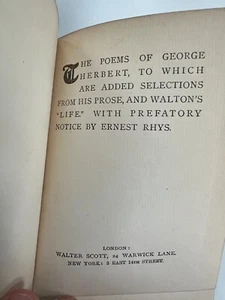 THE POEMS OF GEORGE
HERBERT, TO WHICH
ARE ADDED SELECTIONS
FROM HIS PROSE, AND WALTON'S
"LIFE." WITH PREFATORY
NOTICE BY ERNEST RHYS.
LONDON:
WALTER SCOTT, 24 WARWICK LANE.
NEW YORK: 3 EAST 14TH STREET.